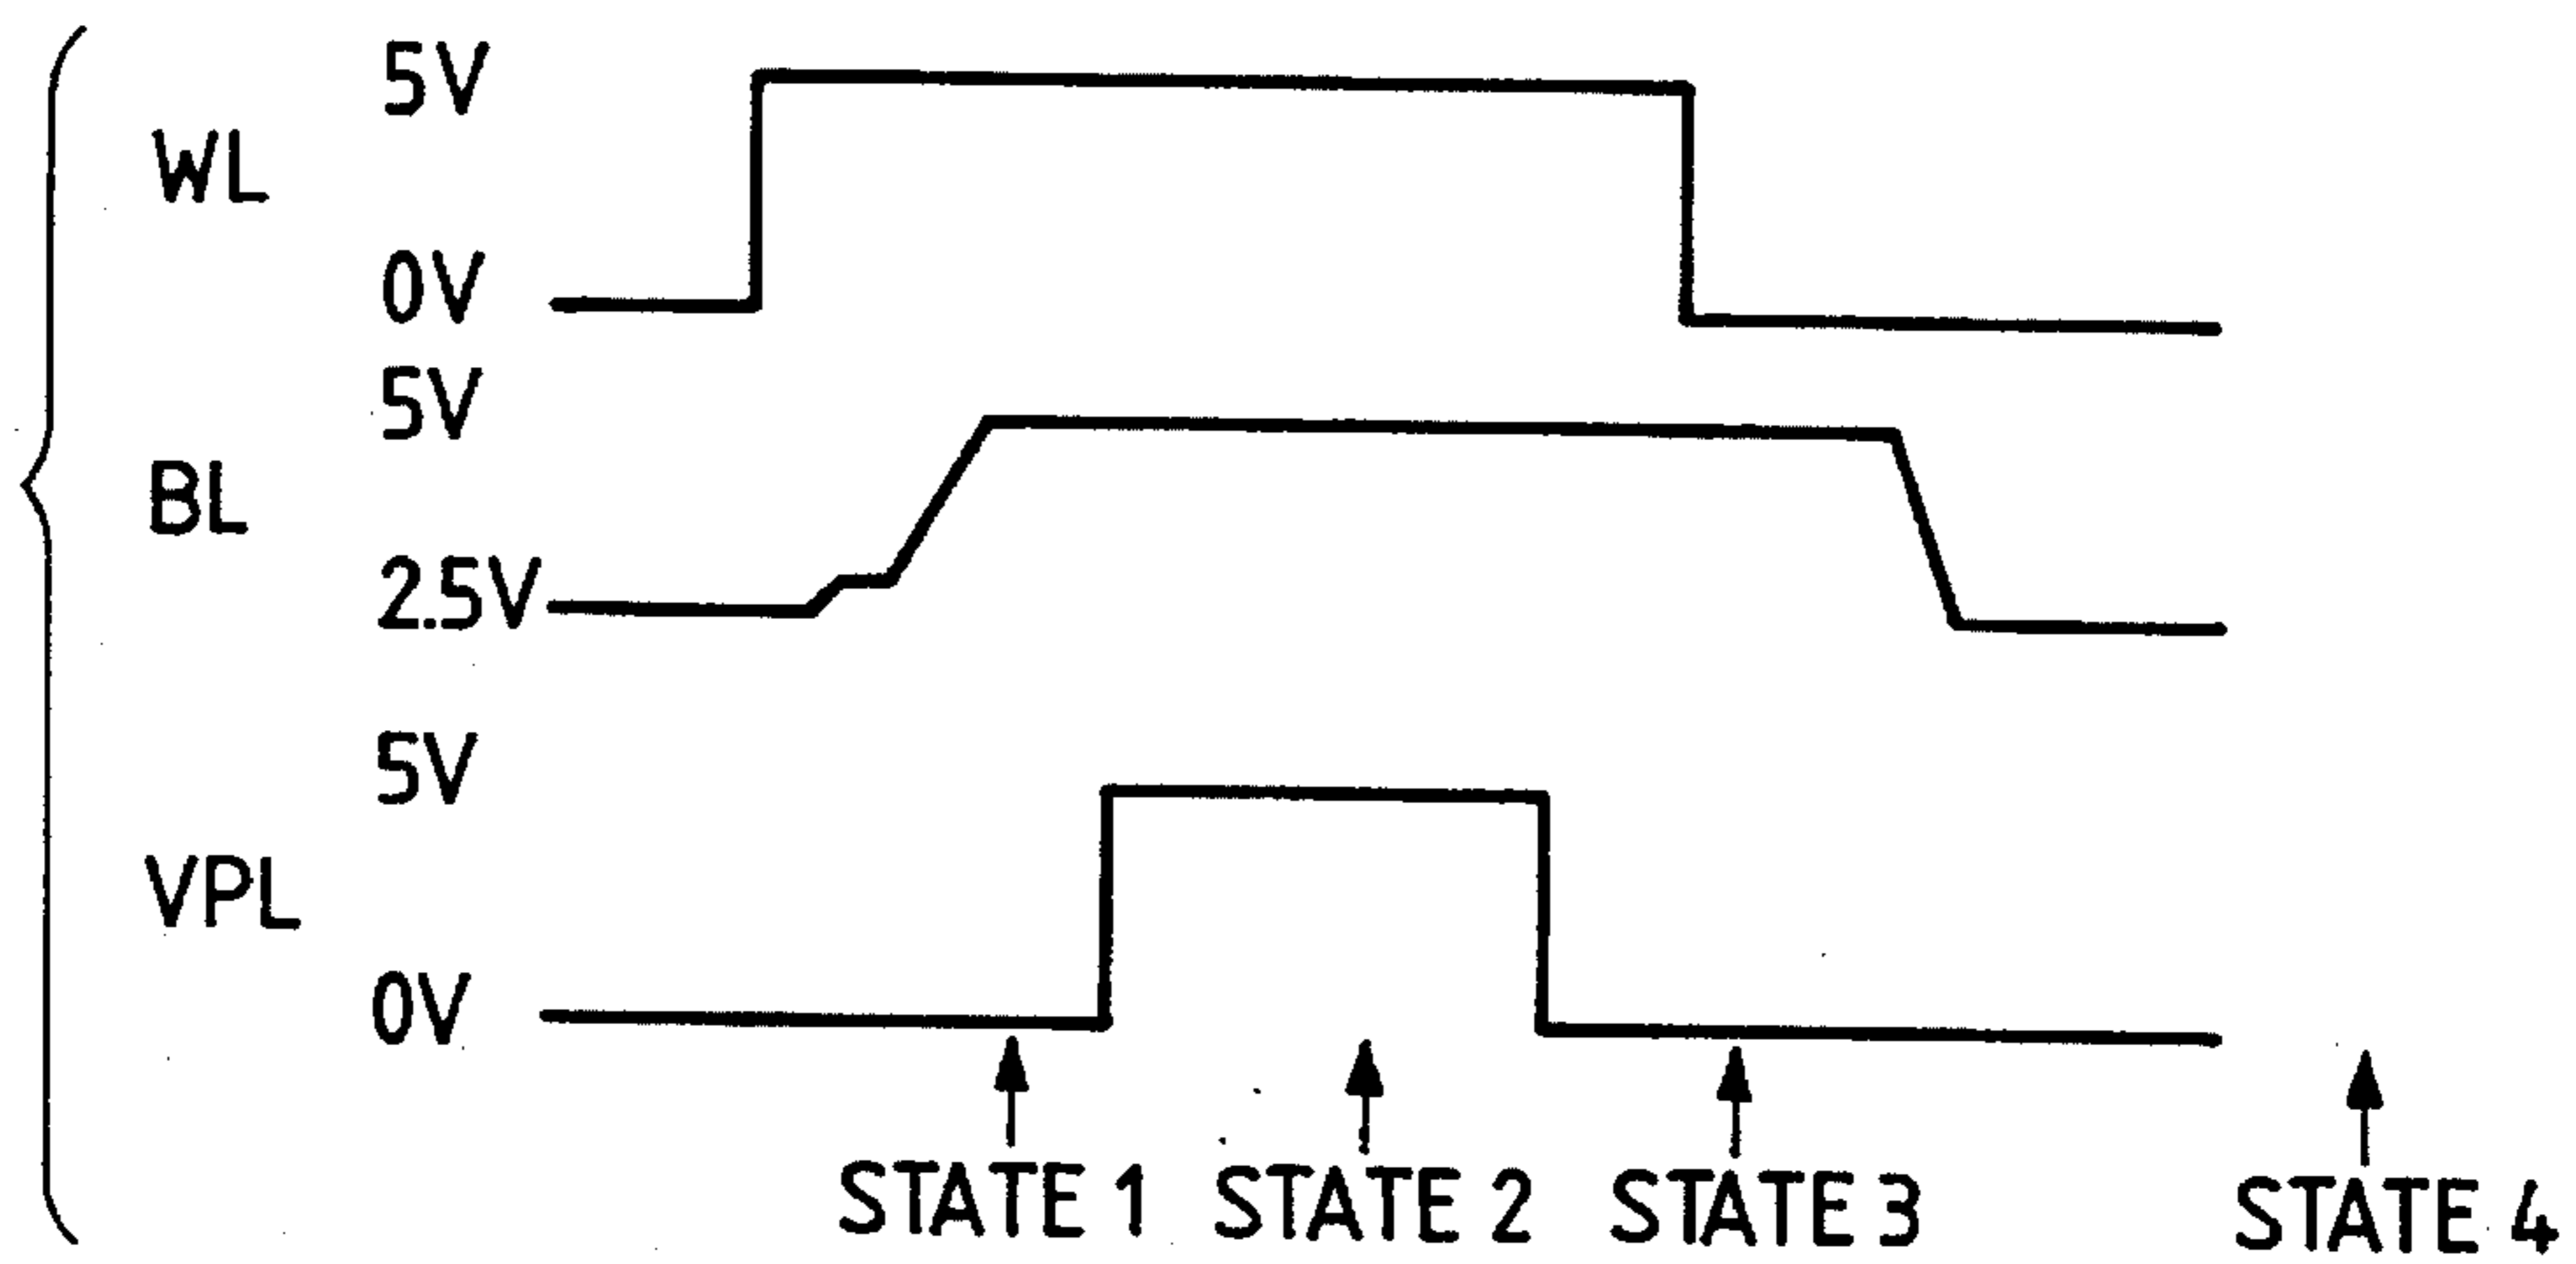 5V
WL
0V
5V
BL
2.5V
5V
VPL
0V
STATE 1 STATE 2 STATE 3 STATE 4